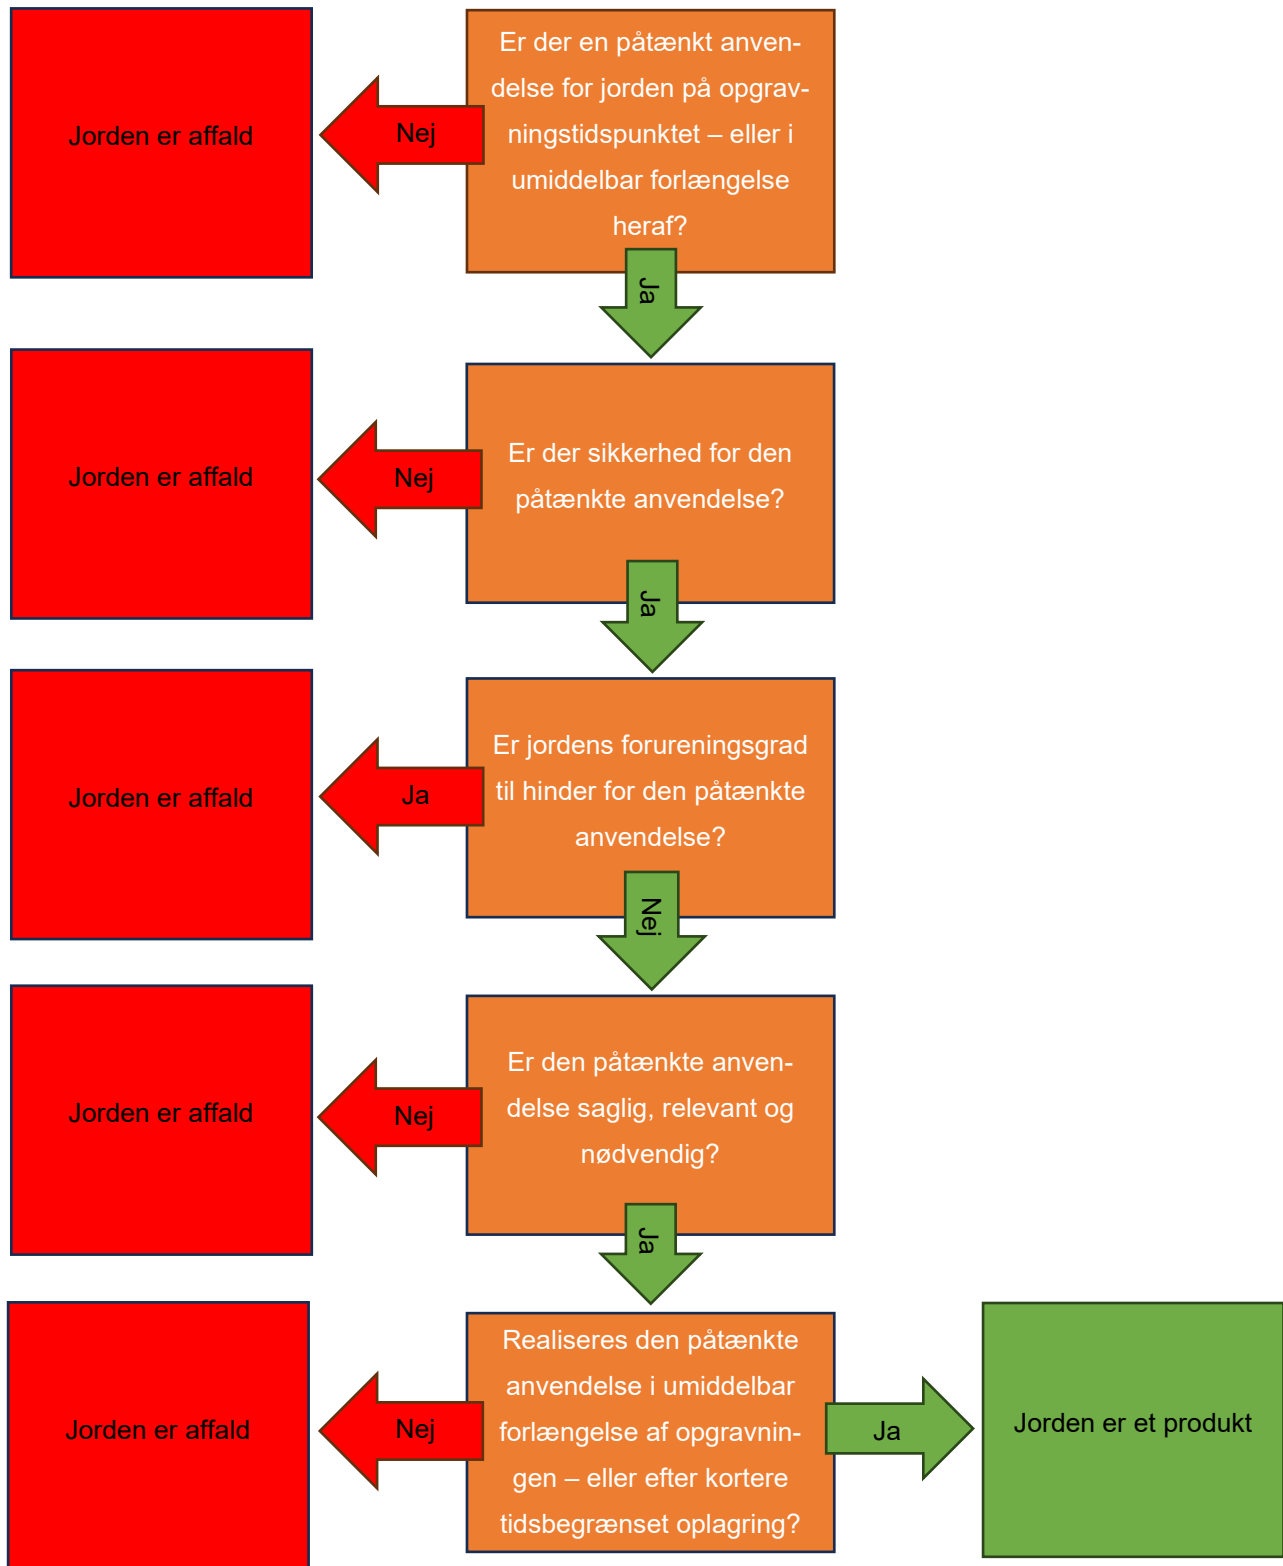 Er der en påtænkt anven-
delse for jorden på opgrav-
ningstidspunktet – eller i
umiddelbar forlængelse
heraf?
Nej
Jorden er affald
Ja
Er der sikkerhed for den
påtænkte anvendelse?
Nej
Jorden er affald
Ja
Er jordens forureningsgrad
til hinder for den påtænkte
anvendelse?
Ja
Jorden er affald
Nej
Er den påtænkte anven-
delse saglig, relevant og
nødvendig?
Nej
Jorden er affald
Ja
Realiseres den påtænkte
anvendelse i umiddelbar
forlængelse af opgravnin-
gen – eller efter kortere
tidsbegrænset oplagring?
Nej
Jorden er affald
Ja
Jorden er et produkt